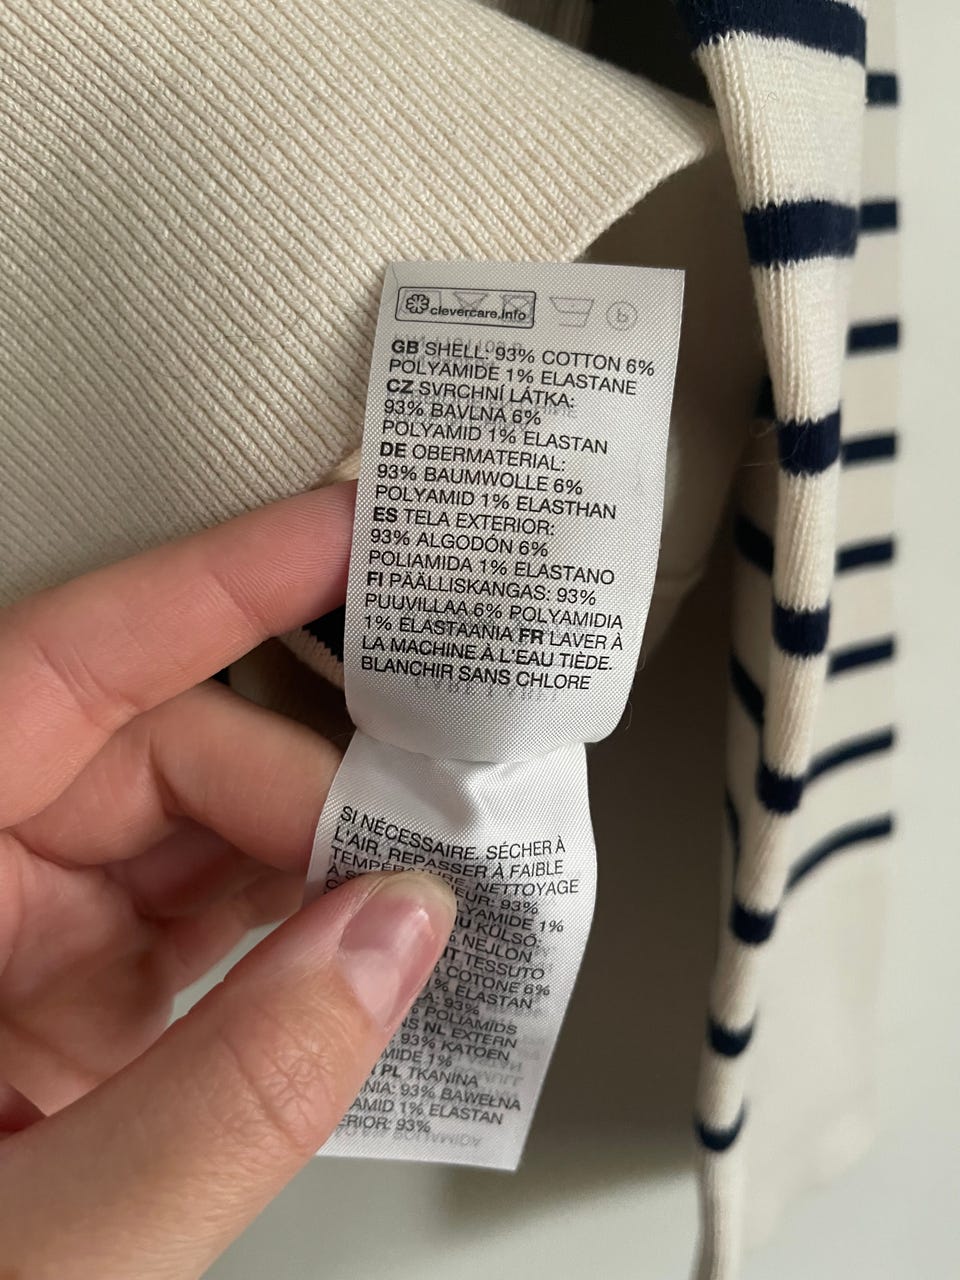 clevercare.info
GB SHELL: 93% COTTON 6%
POLYAMIDE 1% ELASTANE
CZ SVRCHNÍ LÁTKA:
93% BAVLNA 6%
POLYAMID 1% ELASTAN
DE OBERMATERIAL:
93% BAUMWOLLE 6%
POLYAMID 1% ELASTHAN
ES TELA EXTERIOR:
93% ALGODÓN 6%
POLIAMIDA 1% ELASTANO
FI PÄÄLLISKANGAS: 93%
PUUVILLAA 6% POLYAMIDIA
1% ELASTAANIA FR LAVER À
LA MACHINE À L'EAU TIÈDE.
BLANCHIR SANS CHLORE
SI NÉCESSAIRE. SÉCHER À
L'AIR, REPASSER À FAIBLE
TEMPÉRATURE. NETTOYAGE
À 93%
1%
KÜLSŐ:
% NEJLON
TESSUTO
COTONE 6%
% ELASTAN
93%
POLIAMIDS
NL EXTERN
93% KATOEN
1%
PL TKANINA
93% BAWEŁNA
1% ELASTAN
93%